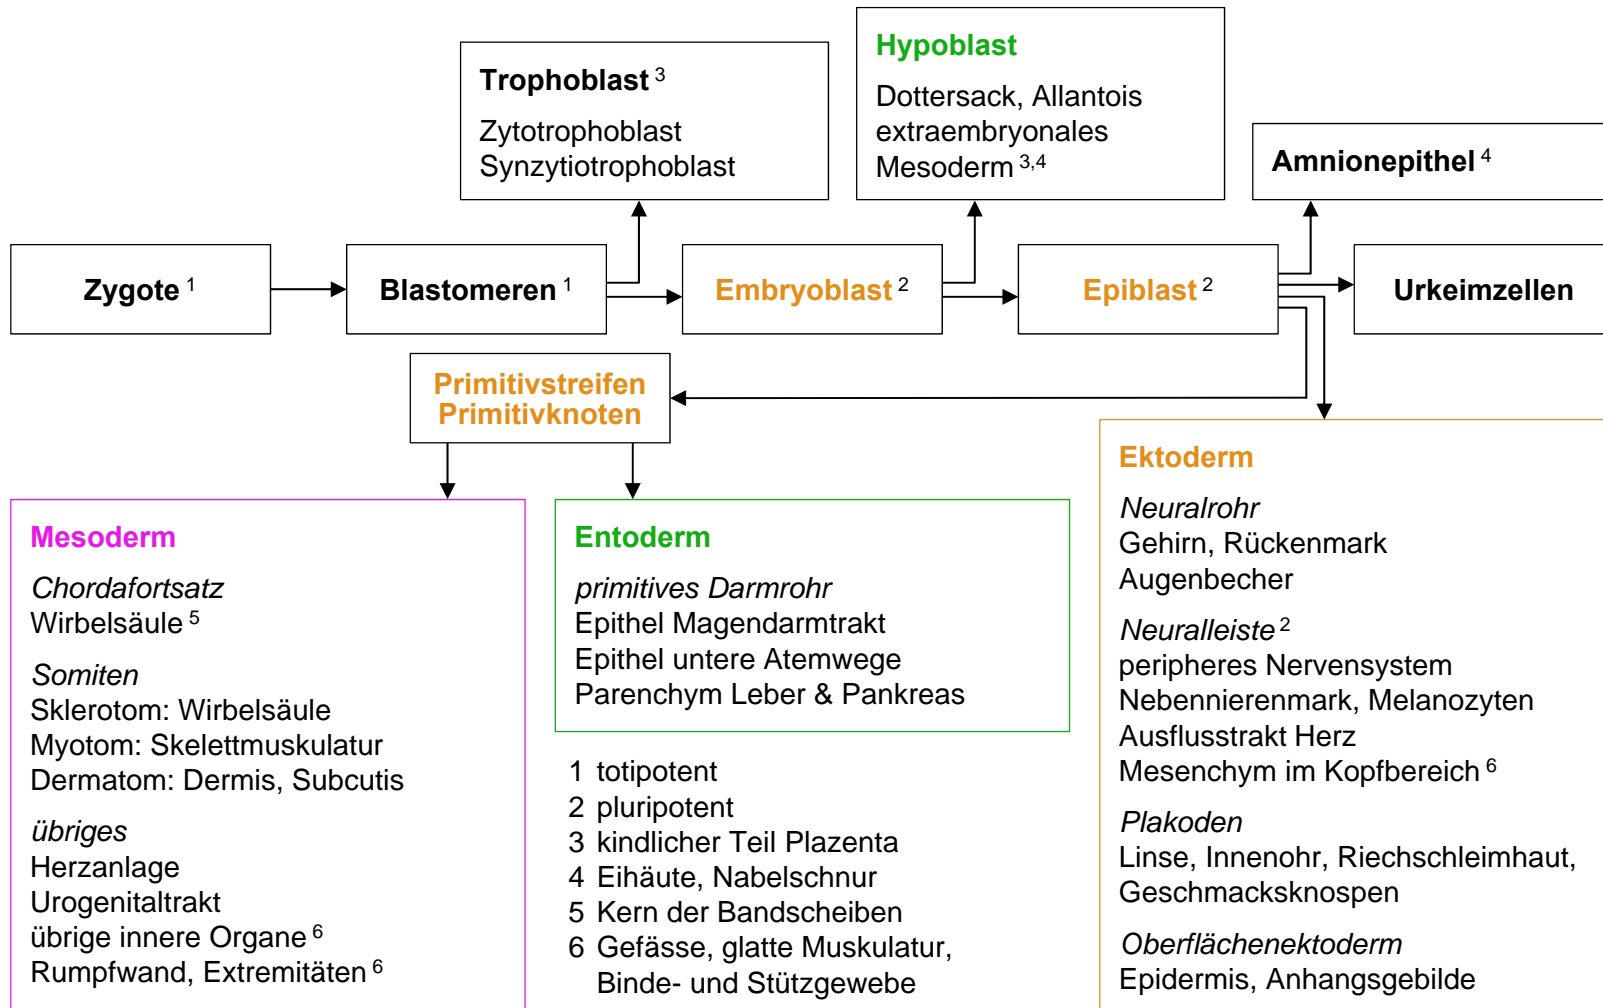 Trophoblast 3
Zytotrophoblast
Synzytiotrophoblast
Hypoblast
Dottersack, Allantois
extraembryonales
Mesoderm 3,4
Amnionepithel 4
Zygote 1
Blastomeren 1
Embryoblast 2
Epiblast 2
Urkeimzellen
Primitivstreifen
Primitivknoten
Mesoderm
Chordafortsatz
Wirbelsäule 5
Somiten
Sklerotom: Wirbelsäule
Myotom: Skelettmuskulatur
Dermatom: Dermis, Subcutis
übriges
Herzanlage
Urogenitaltrakt
übrige innere Organe 6
Rumpfwand, Extremitäten 6
Entoderm
primitives Darmrohr
Epithel Magendarmtrakt
Epithel untere Atemwege
Parenchym Leber & Pankreas
1 totipotent
2 pluripotent
3 kindlicher Teil Plazenta
4 Eihäute, Nabelschnur
5 Kern der Bandscheiben
6 Gefässe, glatte Muskulatur,
Binde- und Stützgewebe
Ektoderm
Neuralrohr
Gehirn, Rückenmark
Augenbecher
Neuralleiste 2
peripheres Nervensystem
Nebennierenmark, Melanozyten
Ausflusstrakt Herz
Mesenchym im Kopfbereich 6
Plakoden
Linse, Innenohr, Riechschleimhaut,
Geschmacksknospen
Oberflächenektoderm
Epidermis, Anhangsgebilde